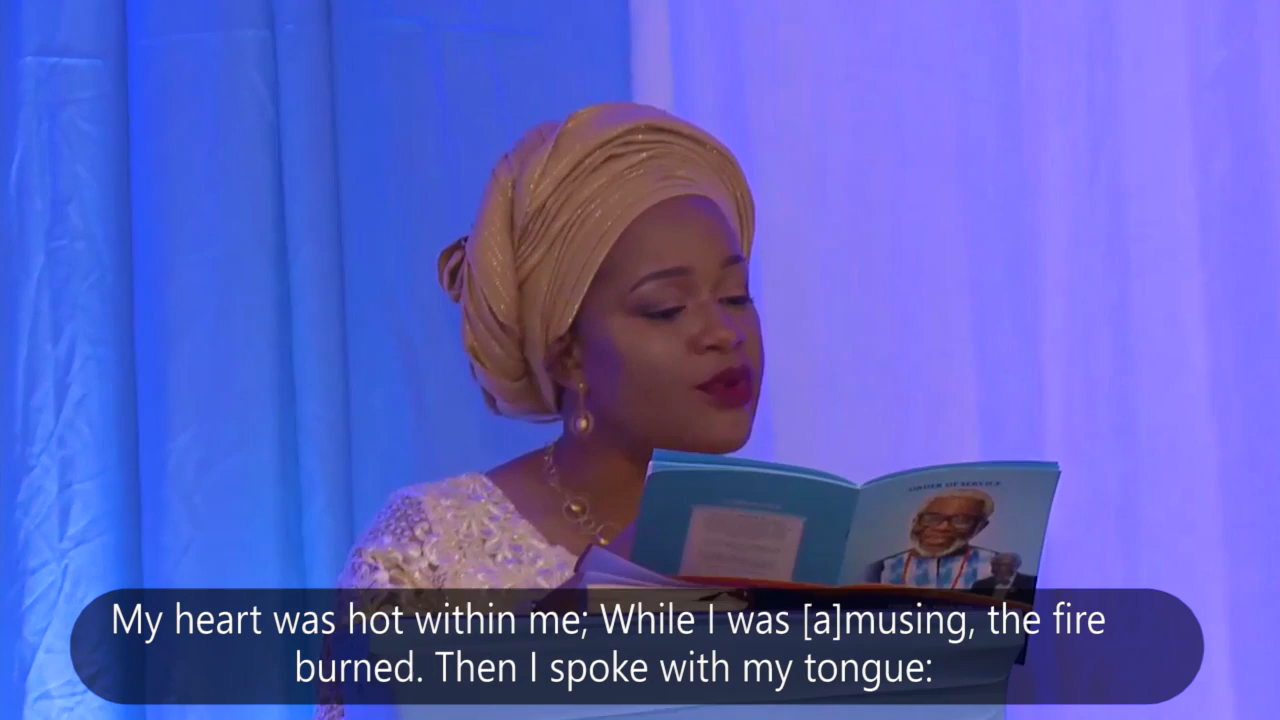 ORDER OF SERVICE
My heart was hot within me; While I was [a]musing, the fire
burned. Then I spoke with my tongue: